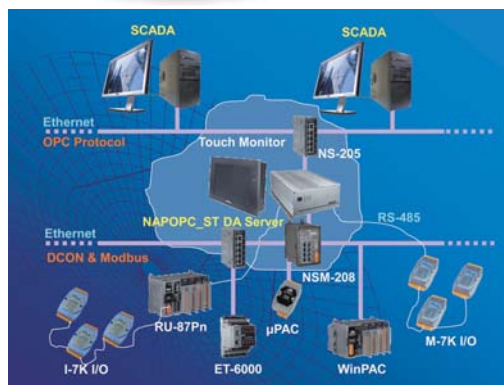 SCADA
SCADA
Ethernet
OPC Protocol
Touch Monitor
NS-205
NAPOPC_ST DA Server
RS-485
Ethernet
DCON & Modbus
NSM-208
RU-87Pn
µPAC
I-7K I/O
ET-6000
WinPAC
M-7K I/O